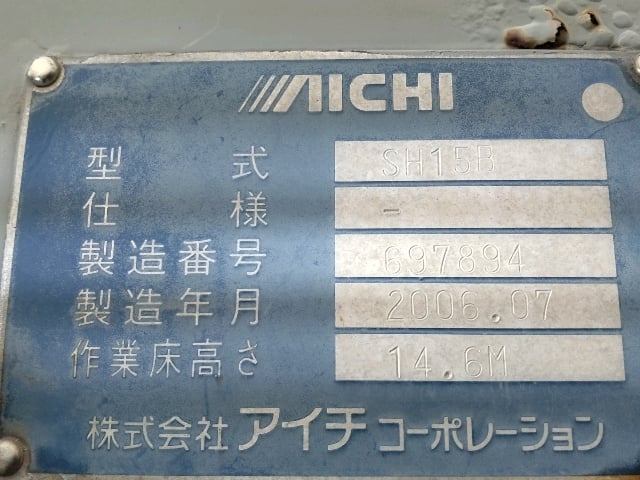 AICHI
型式 SH15B
仕様 -
製造番号 697894
製造年月 2006.07
作業床高さ 14.6M
株式会社アイチコーポレーション